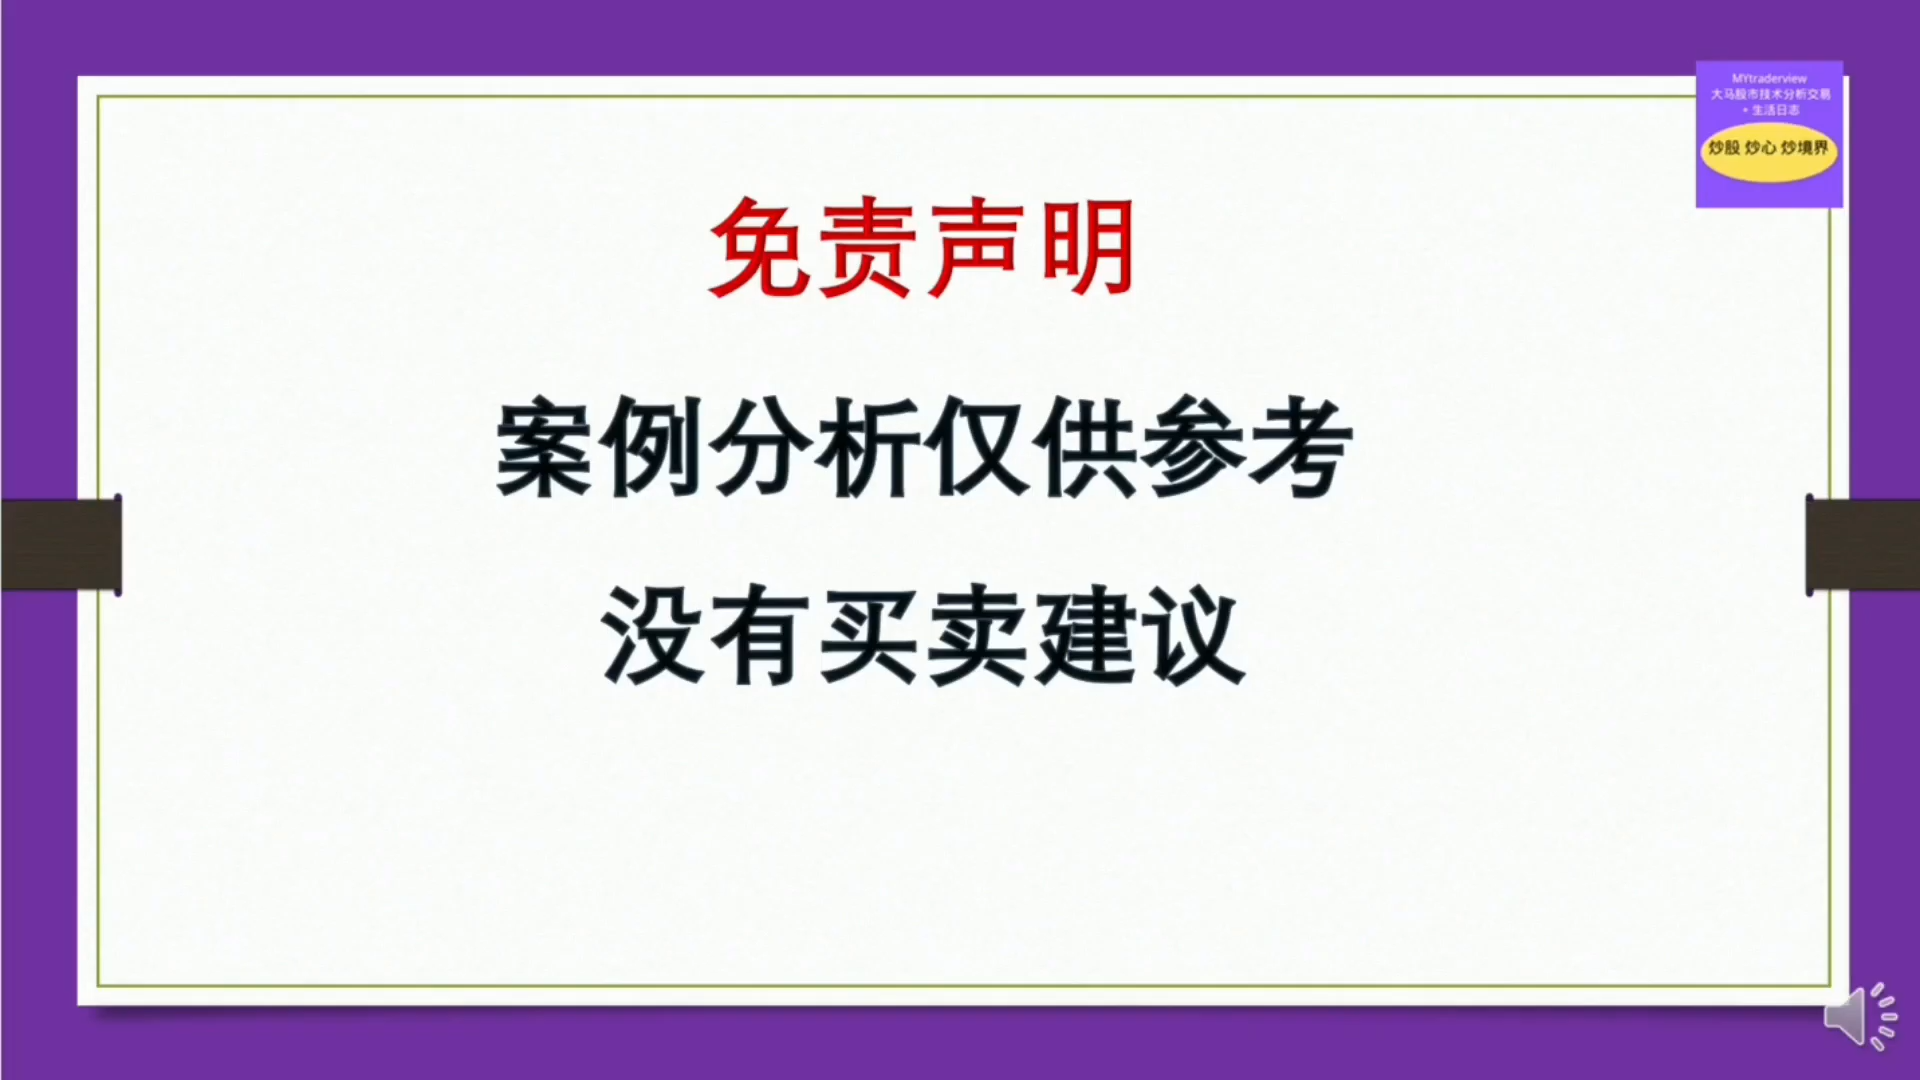 MYtraderview
大马股市技术分析交易
• 生活日志
炒股 炒心 炒境界
免责声明
案例分析仅供参考
没有买卖建议